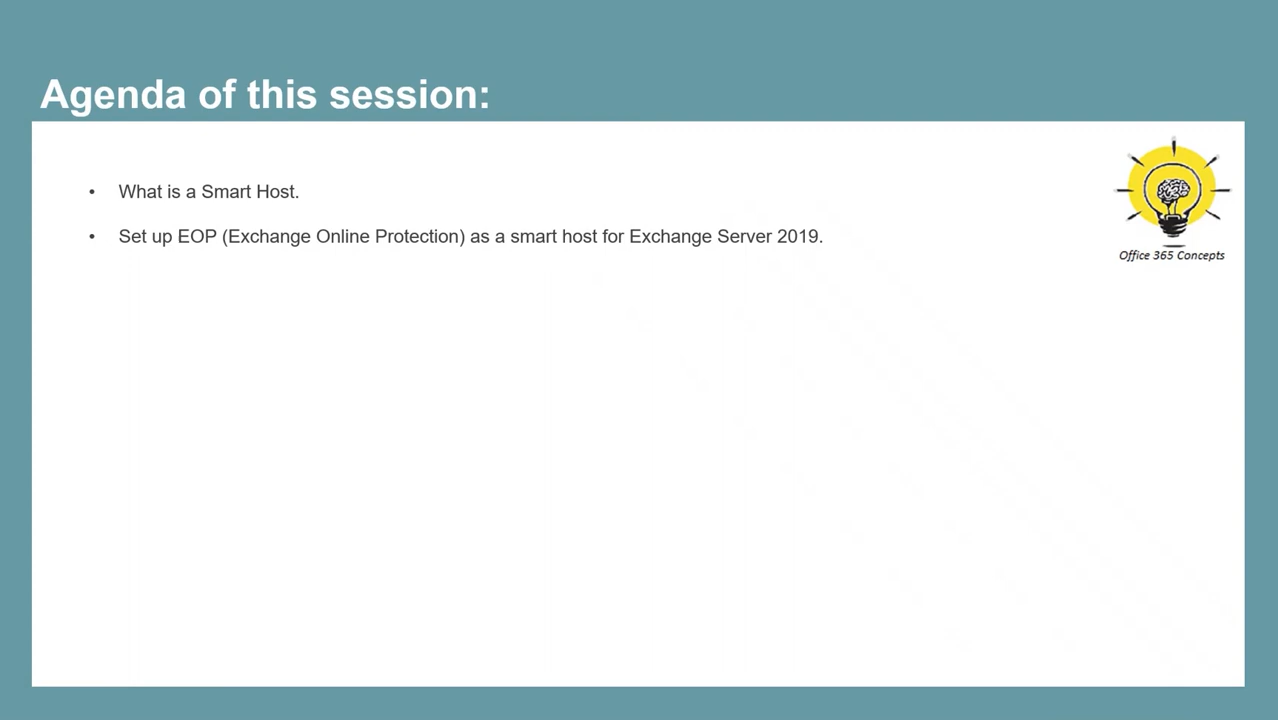 Agenda of this session:
• What is a Smart Host.
• Set up EOP (Exchange Online Protection) as a smart host for Exchange Server 2019.
Office 365 Concepts